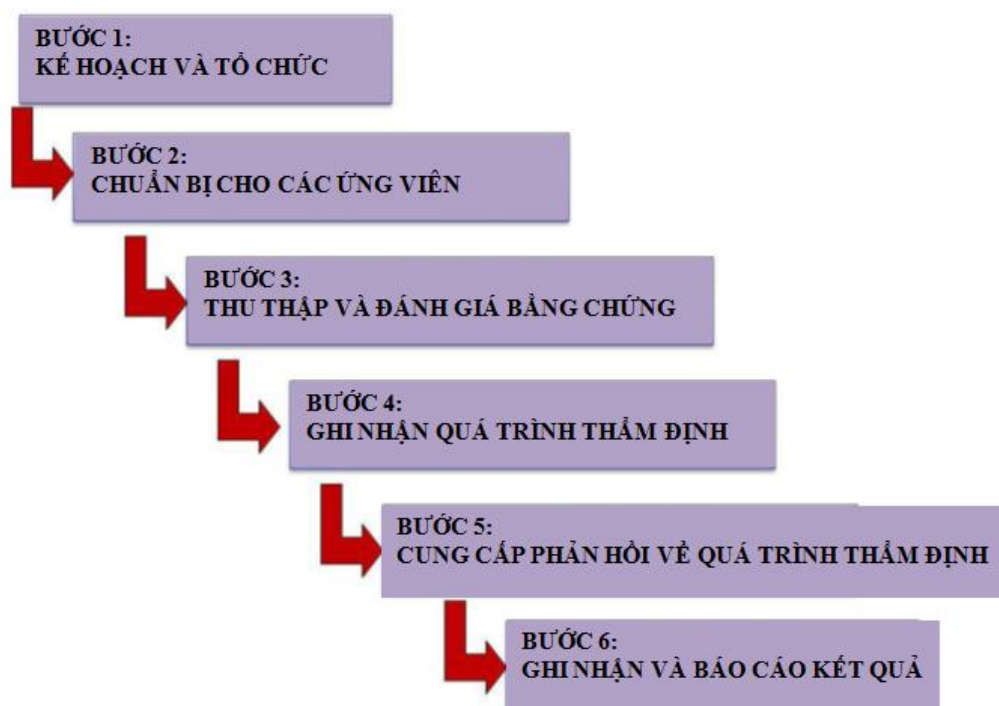 BƯỚC 1:
KẾ HOẠCH VÀ TỔ CHỨC
BƯỚC 2:
CHUẨN BỊ CHO CÁC ỨNG VIÊN
BƯỚC 3:
THU THẬP VÀ ĐÁNH GIÁ BẰNG CHỨNG
BƯỚC 4:
GHI NHẬN QUÁ TRÌNH THẨM ĐỊNH
BƯỚC 5:
CUNG CẤP PHẢN HỒI VỀ QUÁ TRÌNH THẨM ĐỊNH
BƯỚC 6:
GHI NHẬN VÀ BÁO CÁO KẾT QUẢ